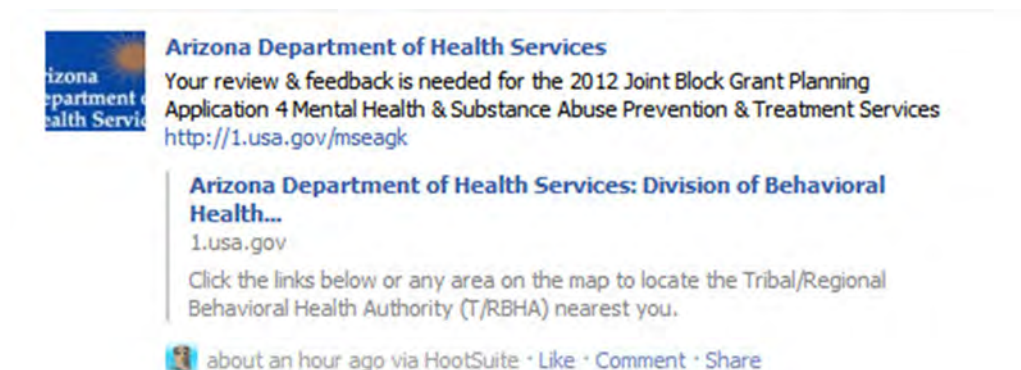 izona
epartment
ealth Servic
Arizona Department of Health Services
Your review & feedback is needed for the 2012 Joint Block Grant Planning
Application 4 Mental Health & Substance Abuse Prevention & Treatment Services
http://1.usa.gov/mseagk
Arizona Department of Health Services: Division of Behavioral
Health...
1.usa.gov
Click the links below or any area on the map to locate the Tribal/Regional
Behavioral Health Authority (T/RBHA) nearest you.
about an hour ago via HootSuite · Like · Comment · Share